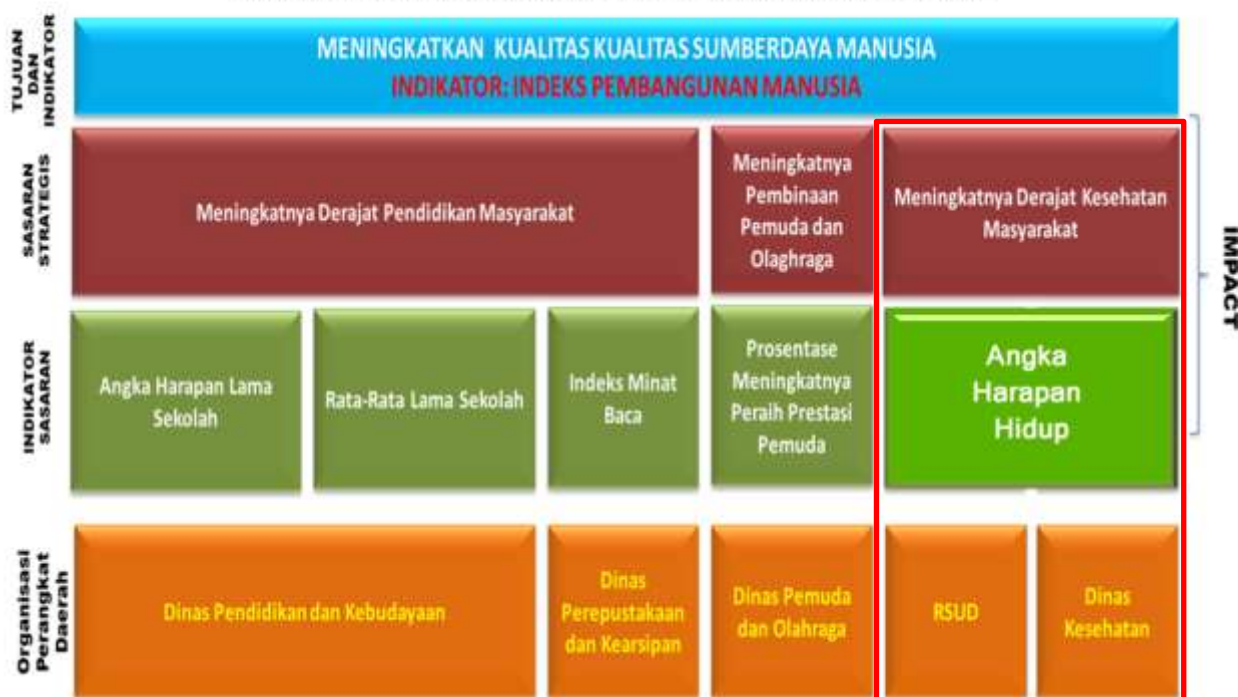 TUJUAN
DAN
INDIKATOR
MENINGKATKAN KUALITAS KUALITAS SUMBERDAYA MANUSIA
INDIKATOR: INDEKS PEMBANGUNAN MANUSIA
SASARAN
STRATEGIS
Meningkatnya Derajat Pendidikan Masyarakat
Meningkatnya
Pembinaan
Pemuda dan
Olaghraga
Meningkatnya Derajat Kesehatan
Masyarakat
IMPACT
INDIKATOR
SASARAN
Angka Harapan Lama
Sekolah
Rata-Rata Lama Sekolah
Indeks Minat
Baca
Prosentase
Meningkatnya
Peraih Prestasi
Pemuda
Angka
Harapan
Hidup
Organisasi
Perangkat
Daerah
Dinas Pendidikan dan Kebudayaan
Dinas
Perepustakaan
dan Kearsipan
Dinas Pemuda
dan Olahraga
RSUD
Dinas
Kesehatan